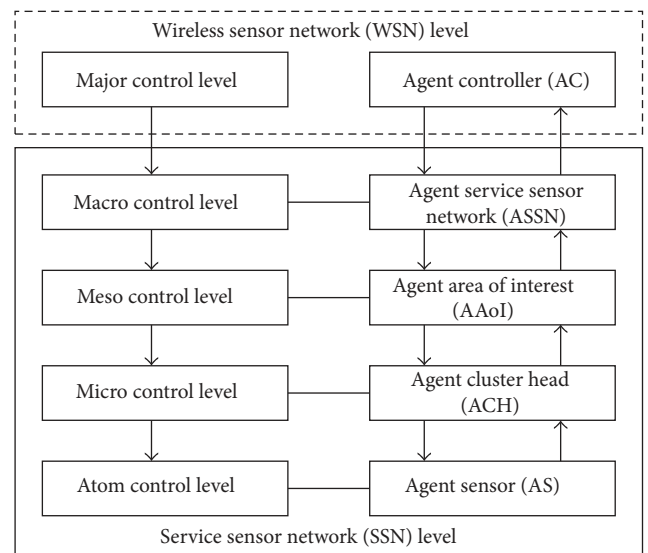 Wireless sensor network (WSN) level
Major control level
Agent controller (AC)
Macro control level
Agent service sensor
network (ASSN)
Meso control level
Agent area of interest
(AAoI)
Micro control level
Agent cluster head
(ACH)
Atom control level
Agent sensor (AS)
Service sensor network (SSN) level